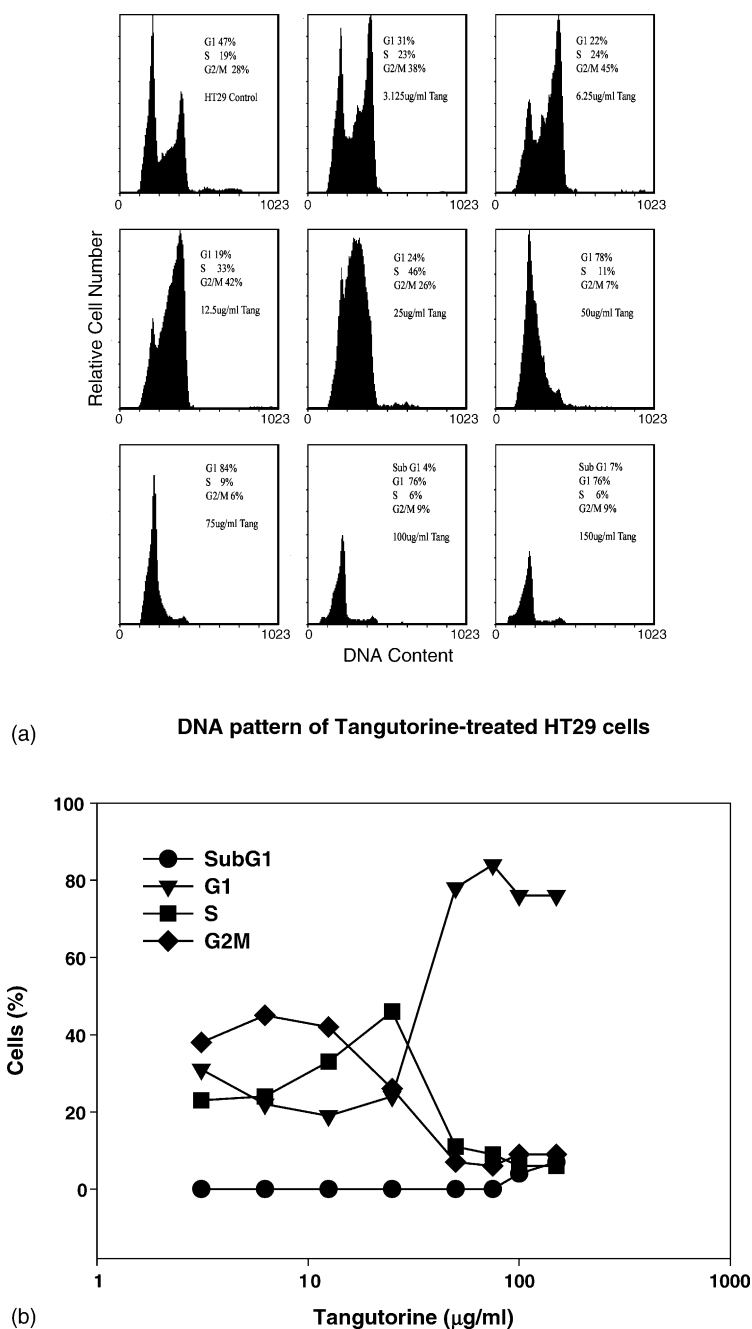 G1 47%
S 19%
G2/M 28%
HT29 Control
0 1023
G1 31%
S 23%
G2/M 38%
3.125ug/ml Tang
0 1023
G1 22%
S 24%
G2/M 45%
6.25ug/ml Tang
0 1023
Relative Cell Number
G1 19%
S 33%
G2/M 42%
12.5ug/ml Tang
0 1023
G1 24%
S 46%
G2/M 26%
25ug/ml Tang
0 1023
G1 78%
S 11%
G2/M 7%
50ug/ml Tang
0 1023
G1 84%
S 9%
G2/M 6%
75ug/ml Tang
0 1023
Sub G1 4%
G1 76%
S 6%
G2/M 9%
100ug/ml Tang
0 1023
Sub G1 7%
G1 76%
S 6%
G2/M 9%
150ug/ml Tang
0 1023
DNA Content
(a)
DNA pattern of Tangutorine-treated HT29 cells
100
80
60
40
20
0
Cells (%)
SubG1
G1
S
G2M
1 10 100 1000
Tangutorine (μg/ml)
(b)